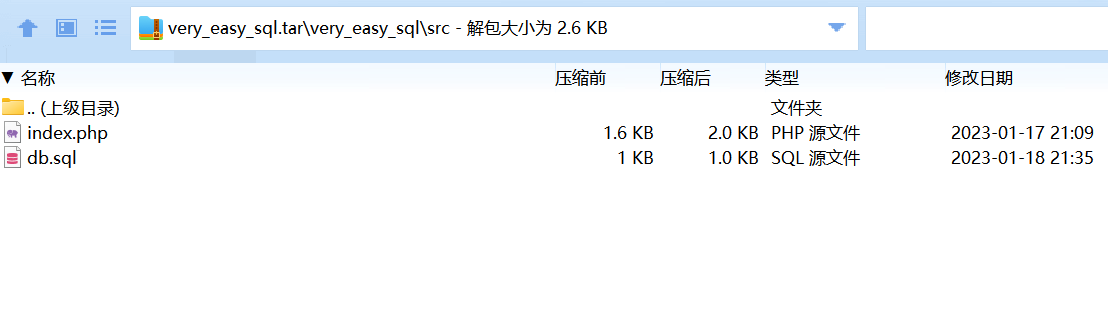 very_easy_sql.tar\very_easy_sql\src - 解包大小为 2.6 KB
名称 压缩前 压缩后 类型 修改日期
.. (上级目录) 文件夹
index.php 1.6 KB 2.0 KB PHP 源文件 2023-01-17 21:09
db.sql 1 KB 1.0 KB SQL 源文件 2023-01-18 21:35